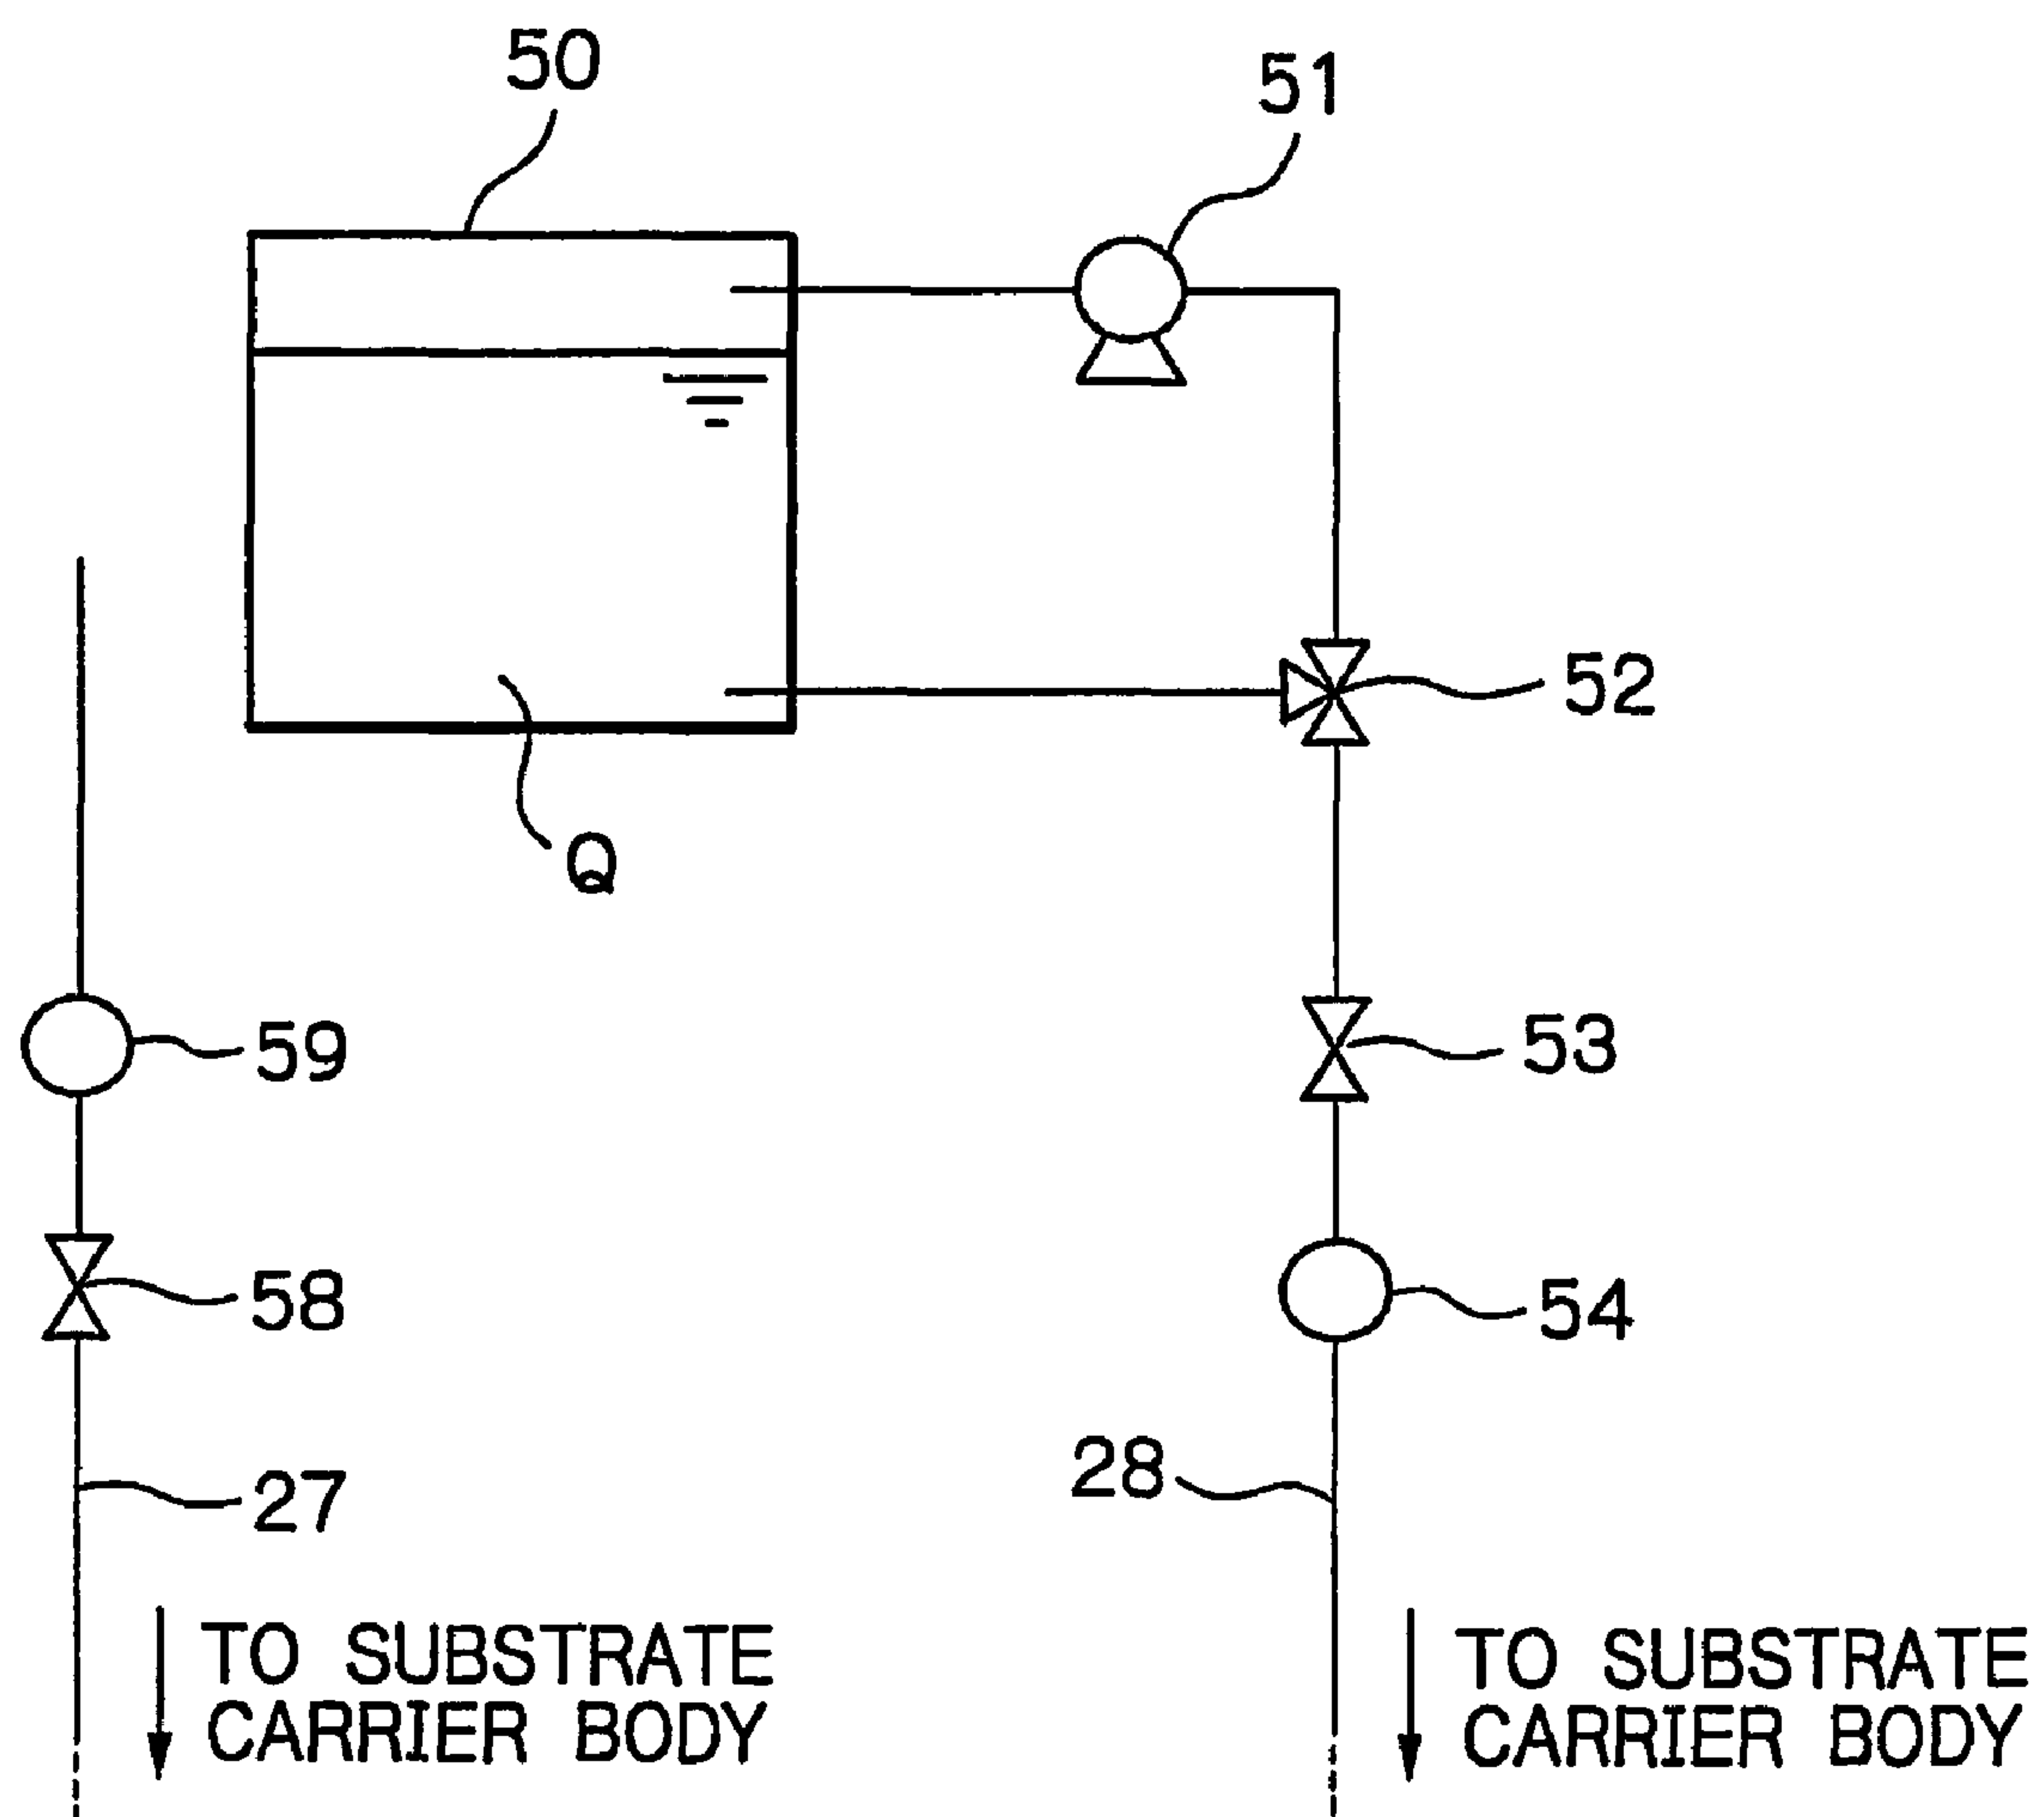 50
51
52
Q
59
53
58
54
28
27
TO SUBSTRATE
CARRIER BODY
TO SUBSTRATE
CARRIER BODY